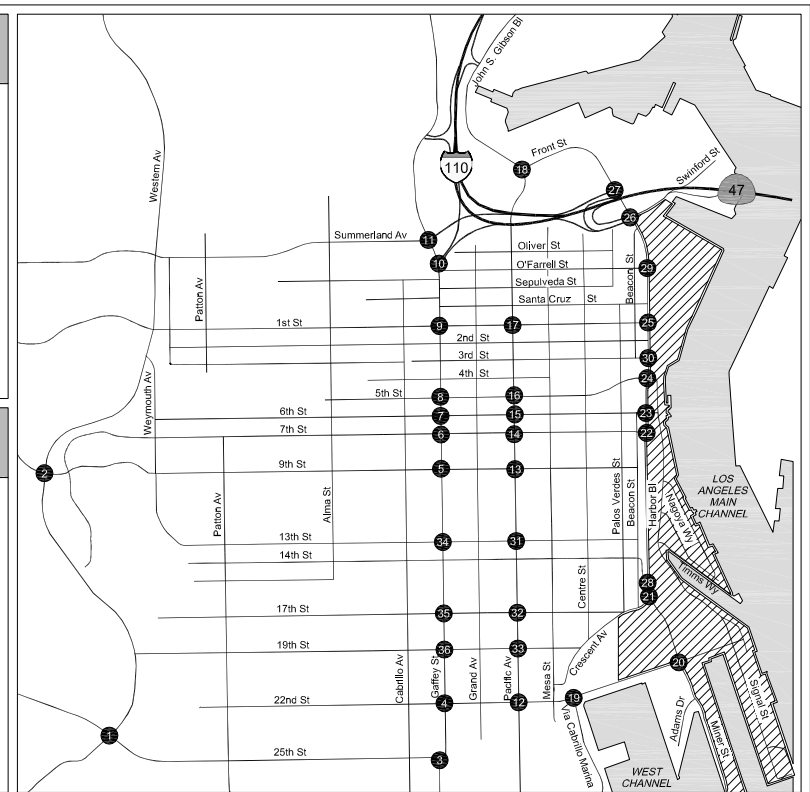 John S. Gibson Bl
Front St
18
110
27
Swinford St
47
26
Western Av
Summerland Av
11
10
Oliver St
O'Farrell St
29
Beacon St
Sepulveda St
Santa Cruz St
Patton Av
1st St
9
17
25
2nd St
3rd St
30
4th St
24
5th St
8
16
Weymouth Av
6th St
7
15
23
7th St
6
14
22
2
9th St
5
13
Patton Av
Alma St
Palos Verdes St
Beacon St
Harbor Bl
Nagoya Wy
LOS
ANGELES
MAIN
CHANNEL
13th St
34
31
14th St
Centre St
28
21
Timms Wy
17th St
35
32
19th St
36
33
Crescent Av
20
Cabrillo Av
Gaffey St
Grand Av
Pacific Av
Mesa St
22nd St
4
12
19
Via Cabrillo Marina
Adams Dr
Miner St
Signal St
1
25th St
3
WEST
CHANNEL